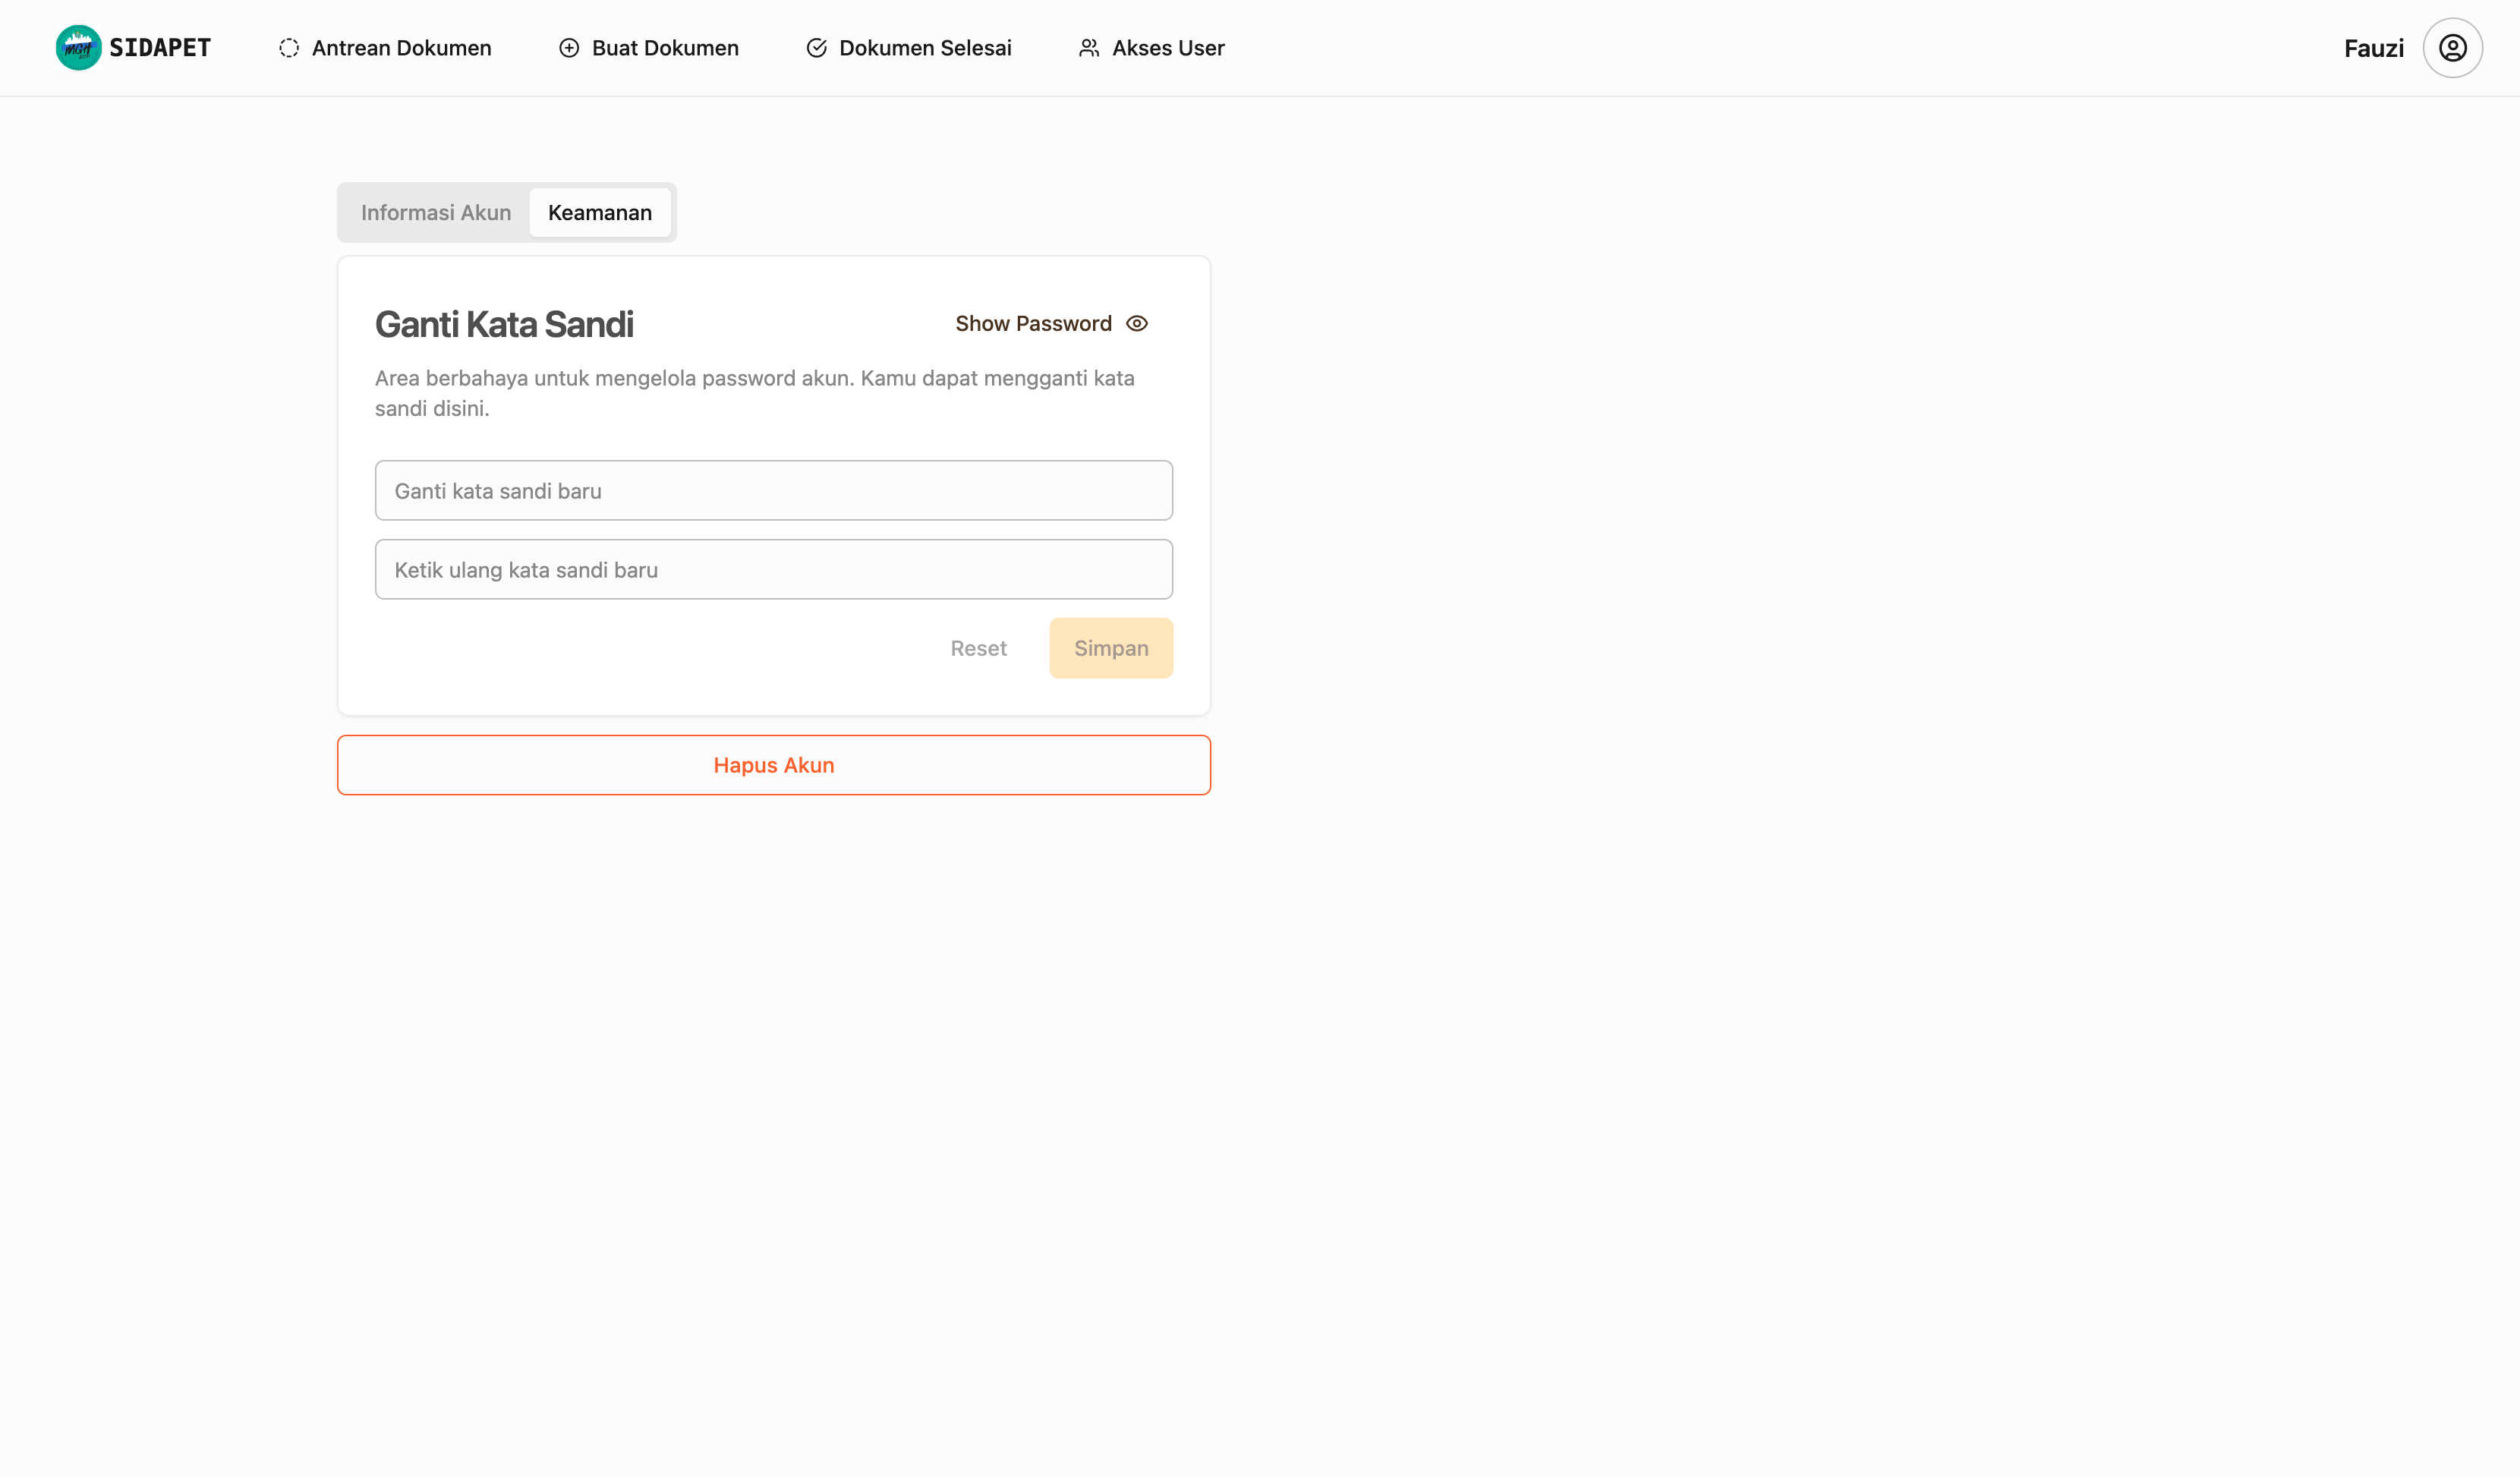 MGH
SIDAPET
Antrean Dokumen
Buat Dokumen
Dokumen Selesai
Akses User
Fauzi
Informasi Akun
Keamanan
Ganti Kata Sandi
Show Password
Area berbahaya untuk mengelola password akun. Kamu dapat mengganti kata
sandi disini.
Ganti kata sandi baru
Ketik ulang kata sandi baru
Reset
Simpan
Hapus Akun